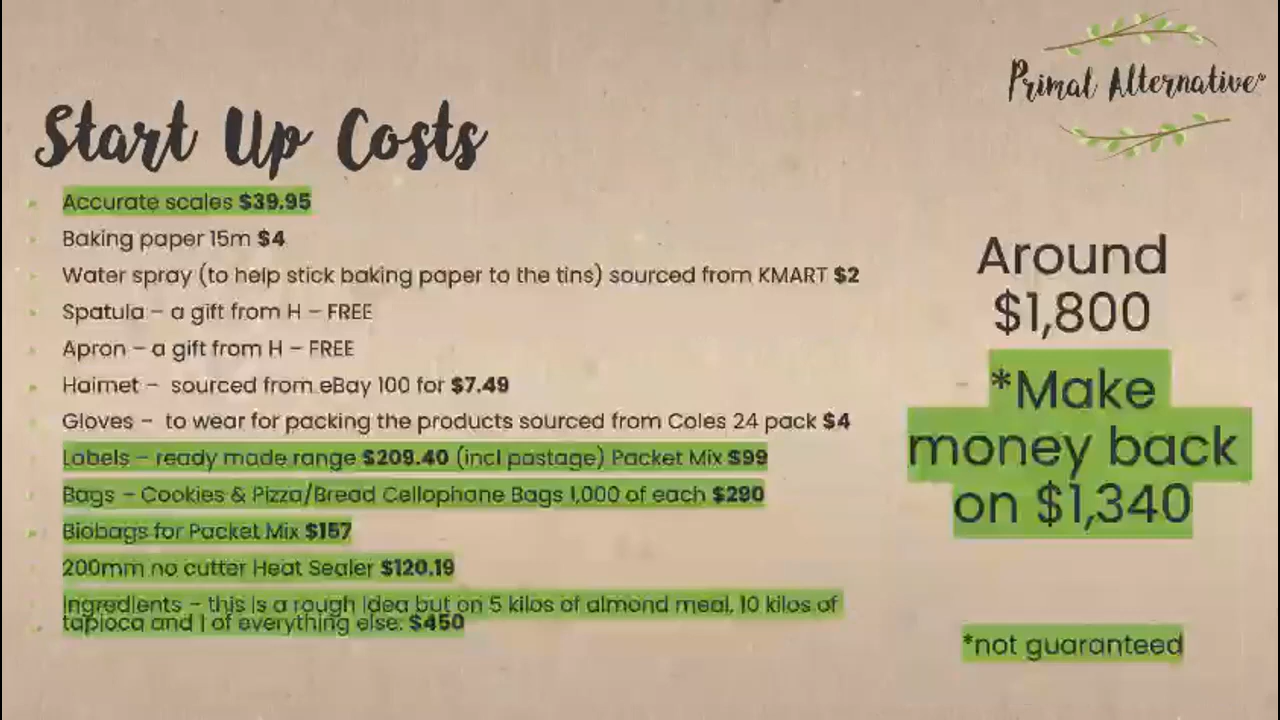 Primal Alternative®
Start Up Costs
Accurate scales $39.95
Baking paper 15m $4
Water spray (to help stick baking paper to the tins) sourced from KMART $2
Spatula – a gift from H – FREE
Apron – a gift from H – FREE
Hairnet – sourced from eBay 100 for $7.49
Gloves – to wear for packing the products sourced from Coles 24 pack $4
Labels – ready made range $209.40 (incl postage) Packet Mix $99
Bags – Cookies & Pizza/Bread Cellophane Bags 1,000 of each $290
Biobags for Packet Mix $157
200mm no cutter Heat Sealer $120.19
Ingredients – this is a rough idea but on 5 kilos of almond meal, 10 kilos of
tapioca and 1 of everything else: $450
Around
$1,800
*Make
money back
on $1,340
*not guaranteed